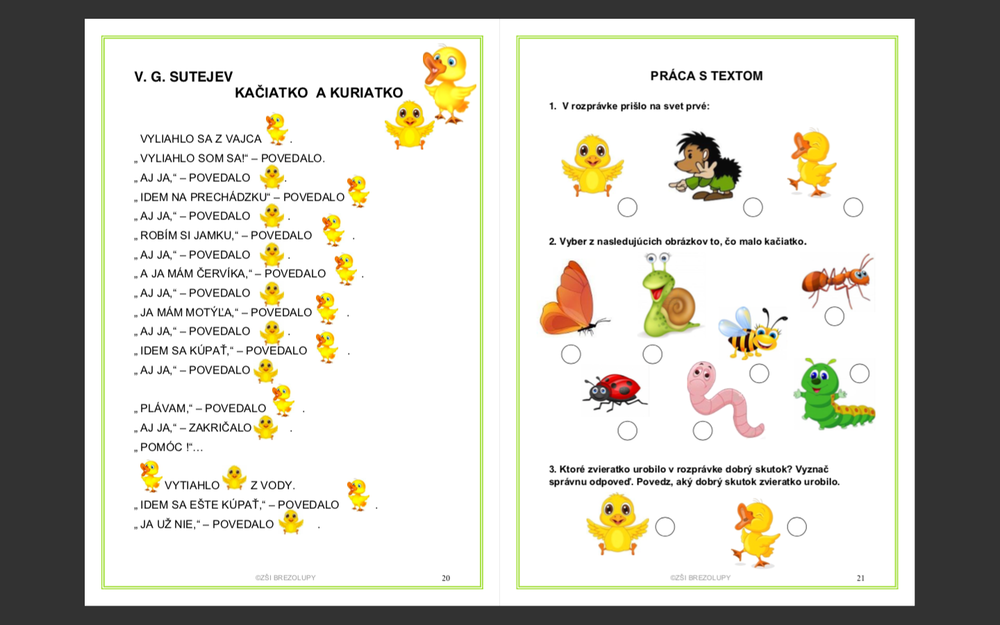 V. G. SUTEJEV
KAČIATKO A KURIATKO
VYLIAHLO SA Z VAJCA .
„ VYLIAHLO SOM SA!“ – POVEDALO.
„ AJ JA,“ – POVEDALO .
„ IDEM NA PRECHÁDZKU“ – POVEDALO
„ AJ JA,“ – POVEDALO .
„ ROBÍM SI JAMKU,“ – POVEDALO .
„ AJ JA,“ – POVEDALO .
„ A JA MÁM ČERVÍKA,“ – POVEDALO .
„ AJ JA,“ – POVEDALO
„ JA MÁM MOTÝĽA,“ – POVEDALO .
„ AJ JA,“ – POVEDALO .
„ IDEM SA KÚPAŤ,“ – POVEDALO .
„ AJ JA,“ – POVEDALO
„ PLÁVAM,“ – POVEDALO .
„ AJ JA,“ – ZAKRIČALO .
„ POMÓC !“…
VYTIAHLO Z VODY.
„ IDEM SA EŠTE KÚPAŤ,“ – POVEDALO .
„ JA UŽ NIE,“ – POVEDALO .
©ZŠI BREZOLUPY 20
PRÁCA S TEXTOM
1. V rozprávke prišlo na svet prvé:
2. Vyber z nasledujúcich obrázkov to, čo malo kačiatko.
3. Ktoré zvieratko urobilo v rozprávke dobrý skutok? Vyznač
správnu odpoveď. Povedz, aký dobrý skutok zvieratko urobilo.
©ZŠI BREZOLUPY 21